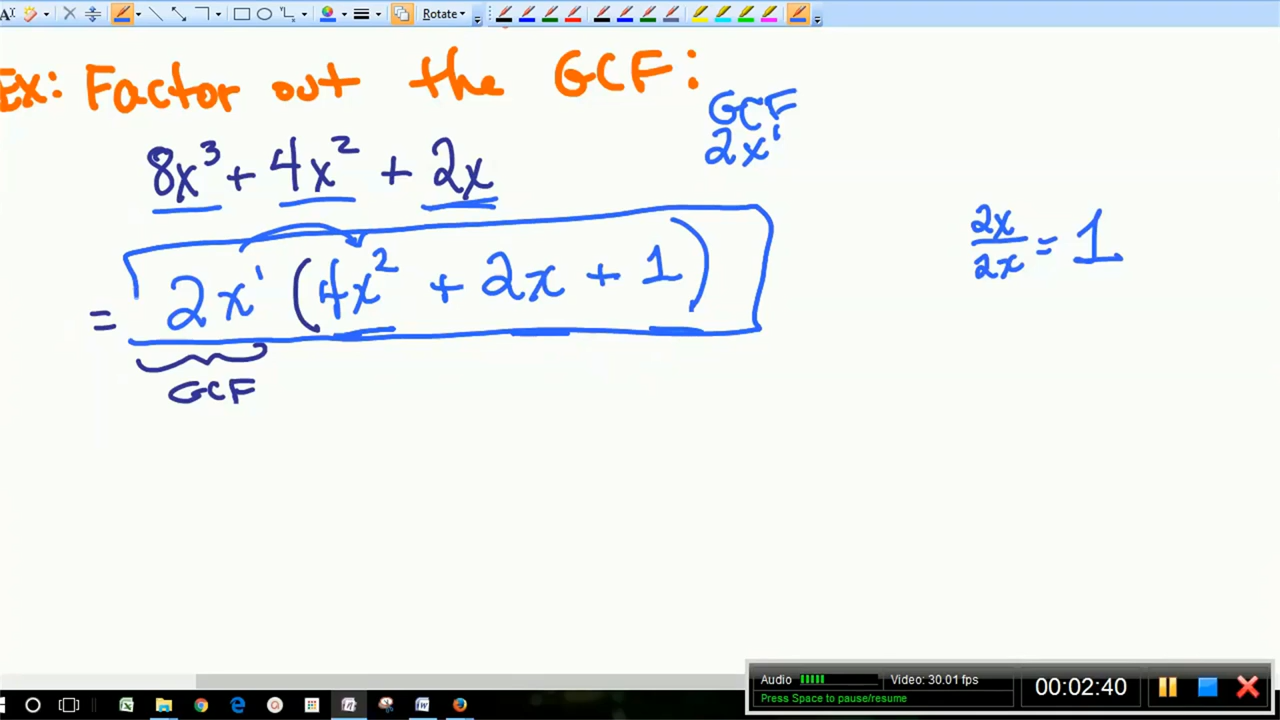 Rotate
Ex: Factor out the GCF:
GCF
2x¹
8x³ + 4x² + 2x
2x/2x = 1
= 2x¹(4x² + 2x + 1)
GCF
Audio
Video: 30.01 fps
00:02:40
Press Space to pause/resume